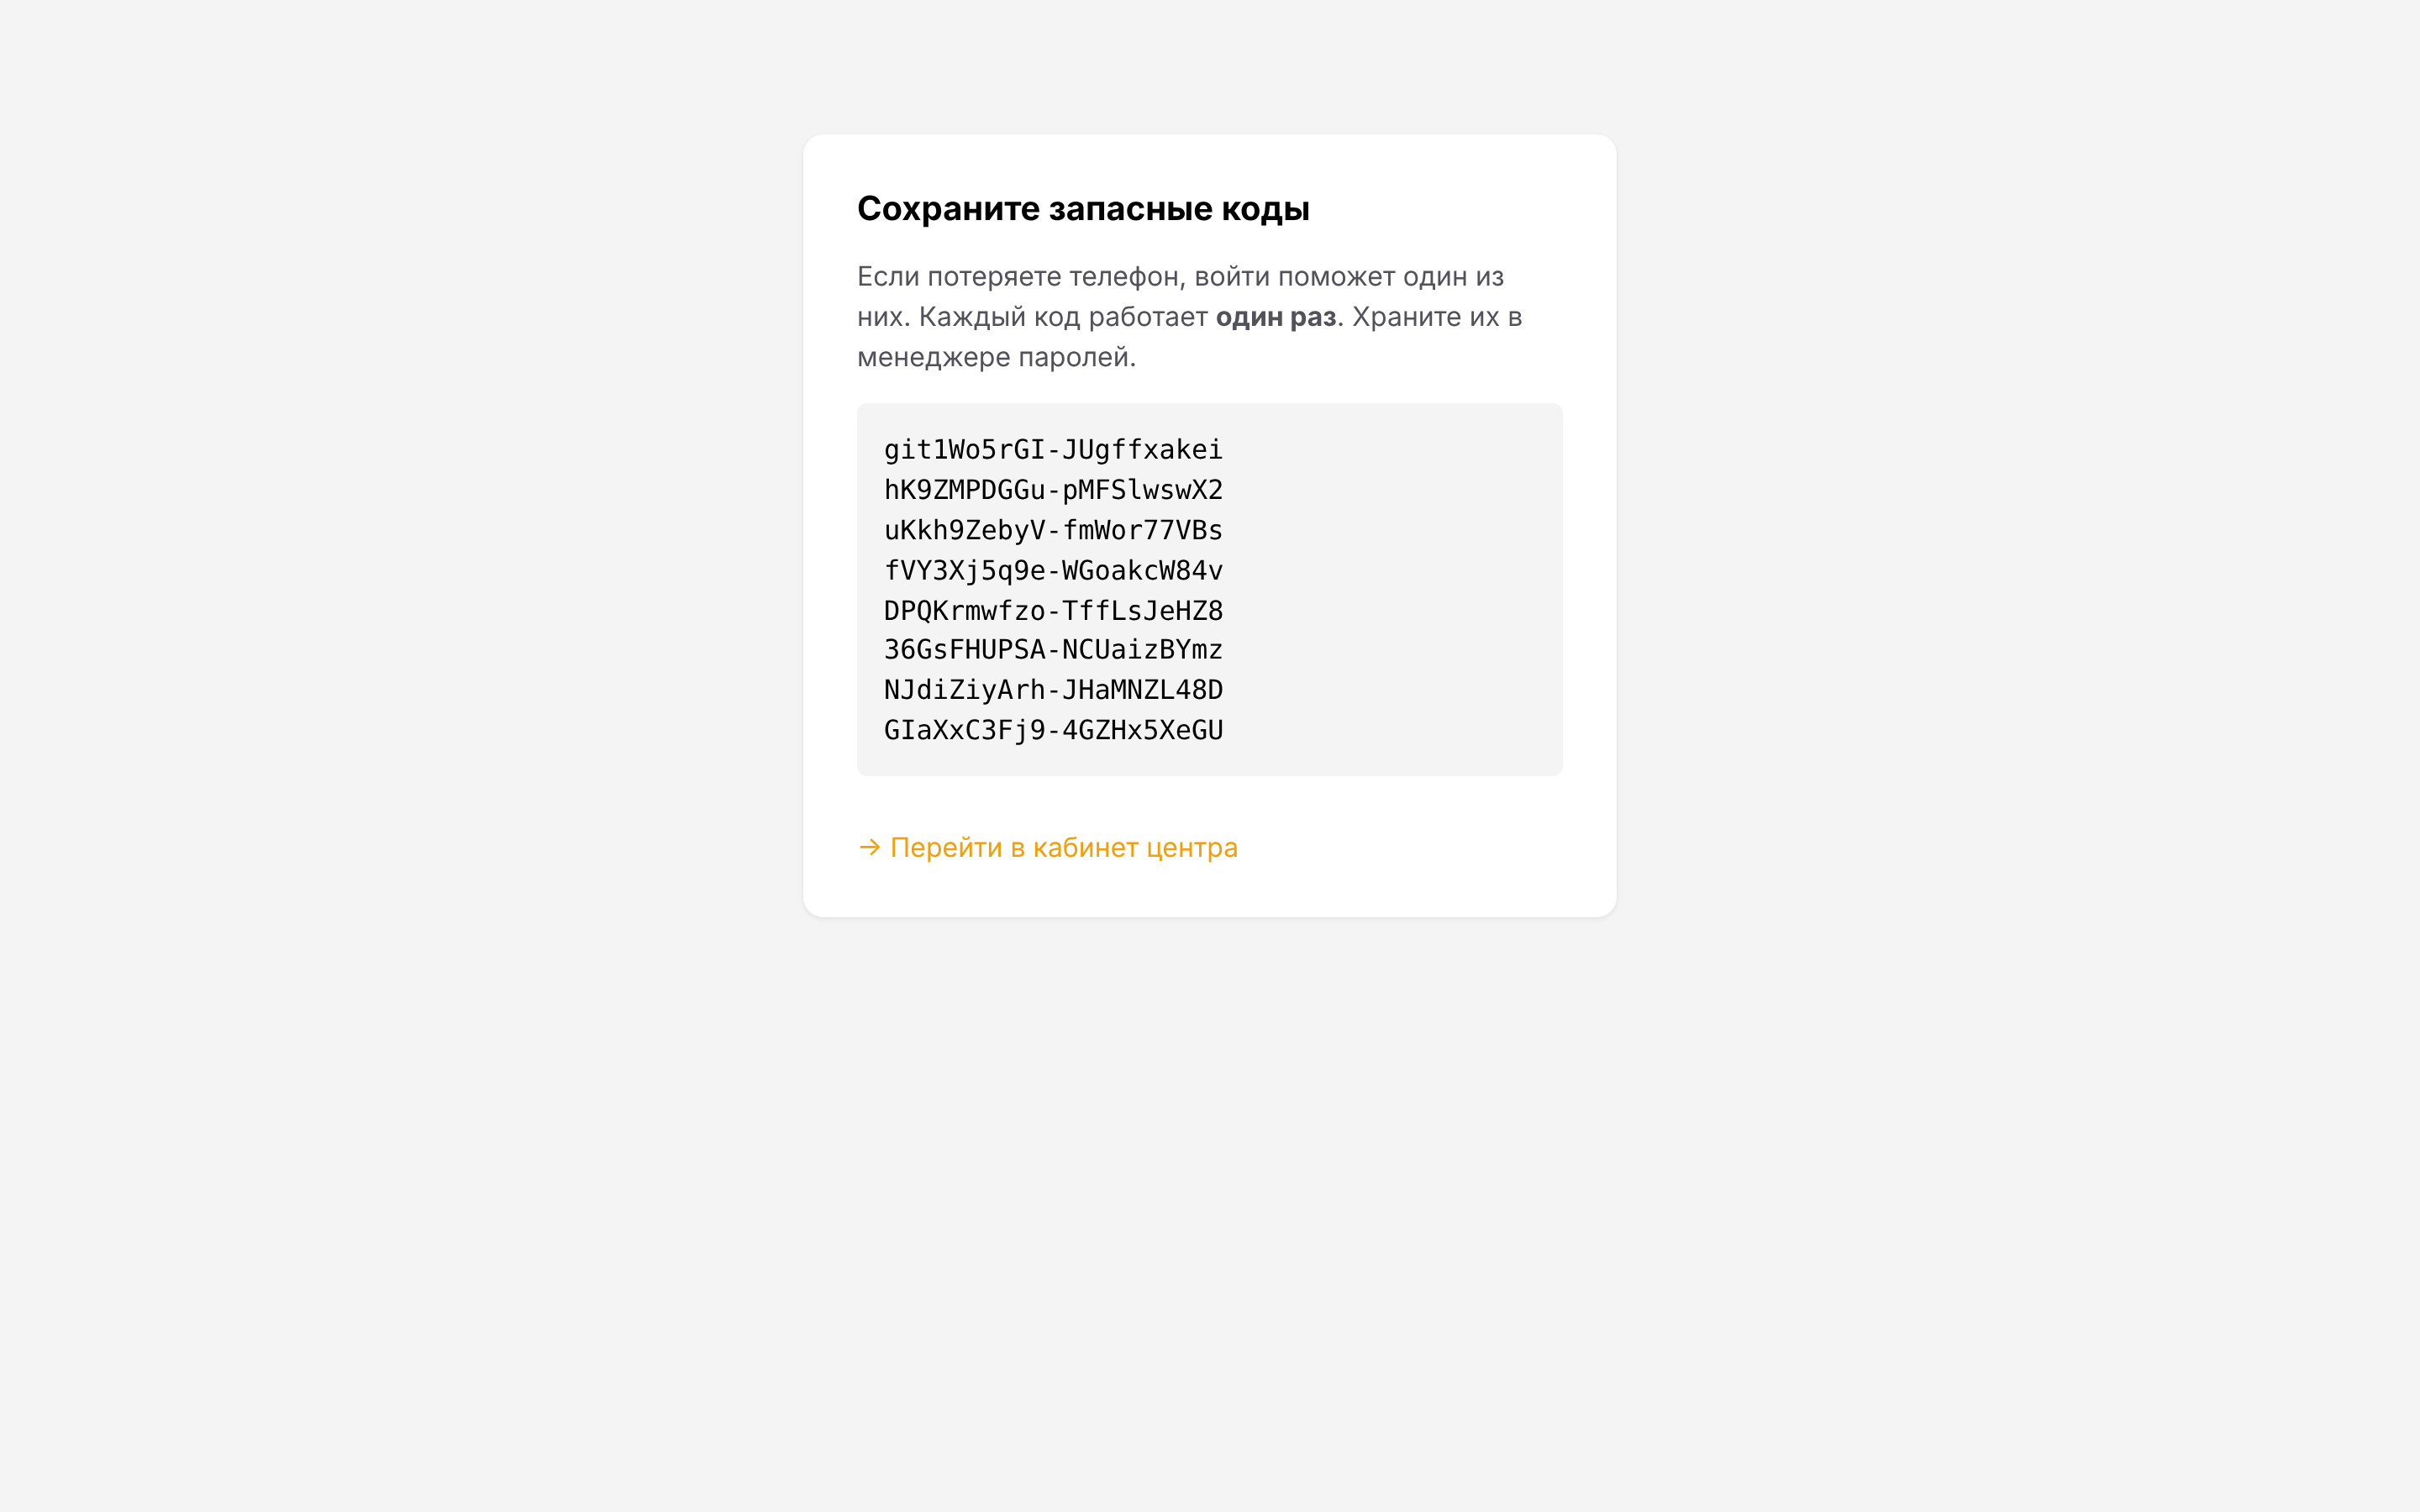 Сохраните запасные коды
Если потеряете телефон, войти поможет один из
них. Каждый код работает один раз. Храните их в
менеджере паролей.
git1Wo5rGI-JUgffxakei
hK9ZMPDGGu-pMFSlwswX2
uKkh9ZebyV-fmWor77VBs
fVY3Xj5q9e-WGoakcW84v
DPQKrmwfzo-TffLsJeHZ8
36GsFHUPSA-NCUaizBYmz
NJdiZiyArh-JHaMNZL48D
GIaXxC3Fj9-4GZHx5XeGU
→ Перейти в кабинет центра